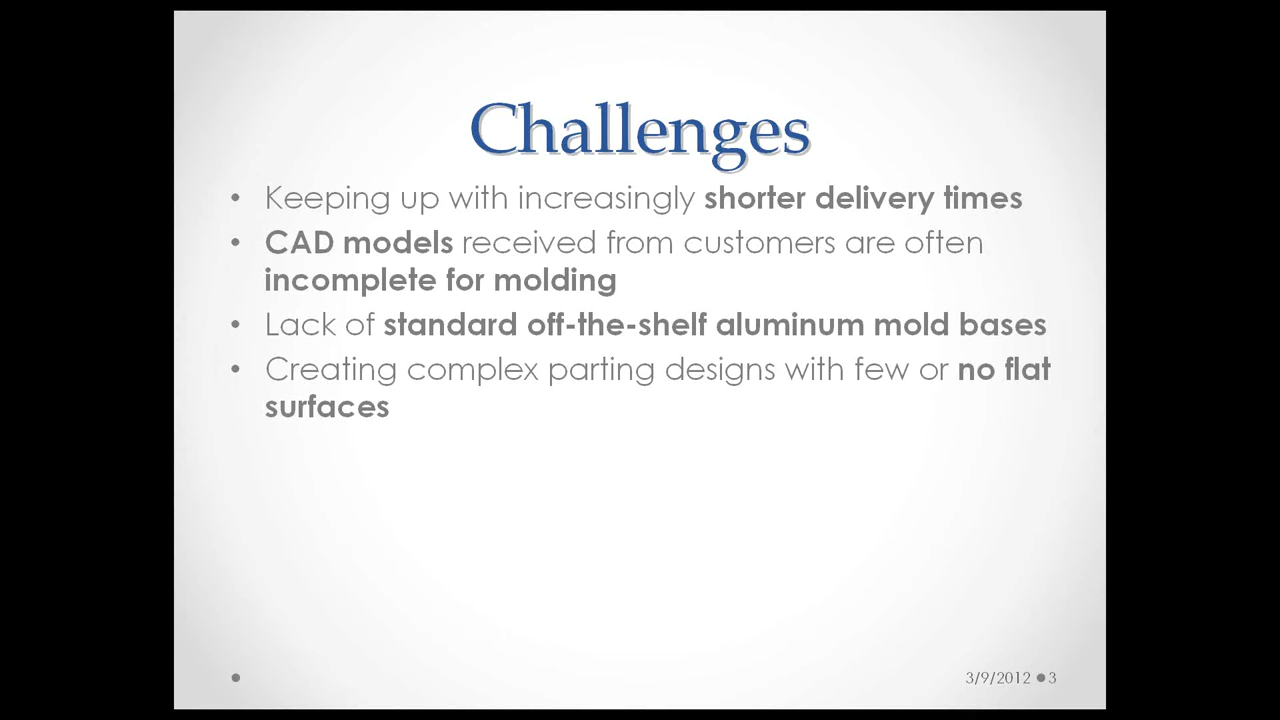 Challenges
• Keeping up with increasingly shorter delivery times
• CAD models received from customers are often
incomplete for molding
• Lack of standard off-the-shelf aluminum mold bases
• Creating complex parting designs with few or no flat
surfaces
• 3/9/2012 • 3